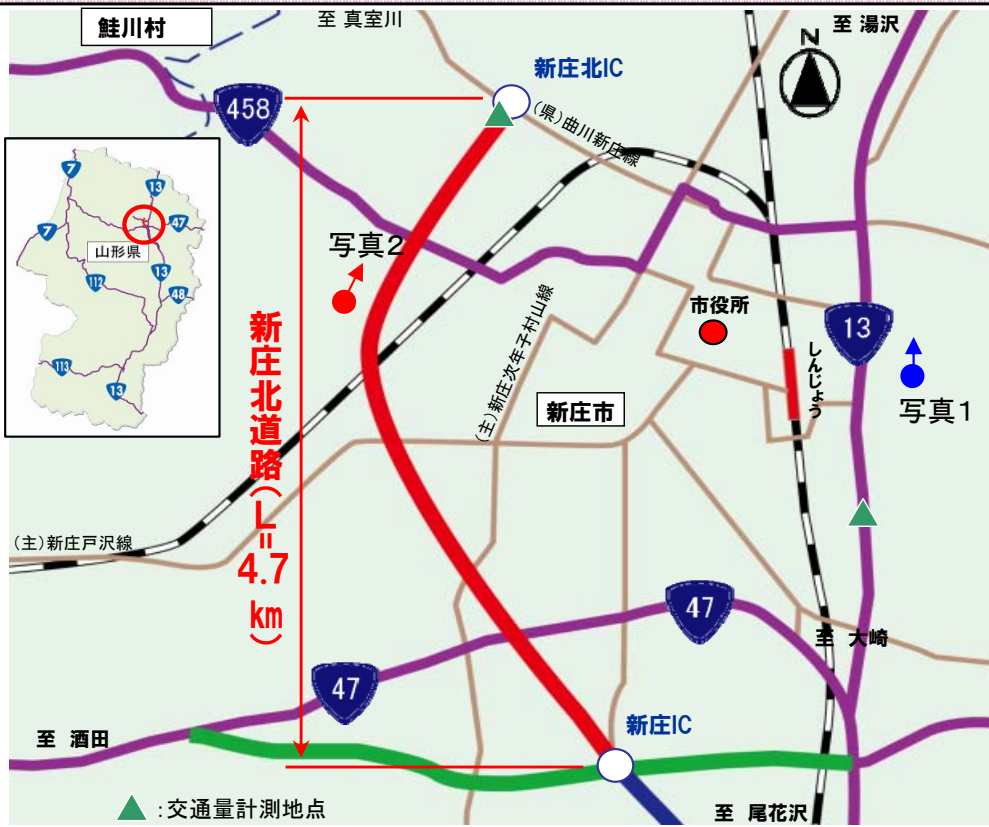 鮭川村
至 真室川
至 湯沢
N
新庄北IC
458
(県)曲川新庄線
7
13
47
7
山形県
13
112
48
113
13
写真2
市役所
13
しんじょう
写真1
(主)新庄次年子村山線
新庄市
新庄北道路(L=4.7km)
(主)新庄戸沢線
47
至 大崎
47
新庄IC
至 酒田
至 尾花沢
:交通量計測地点